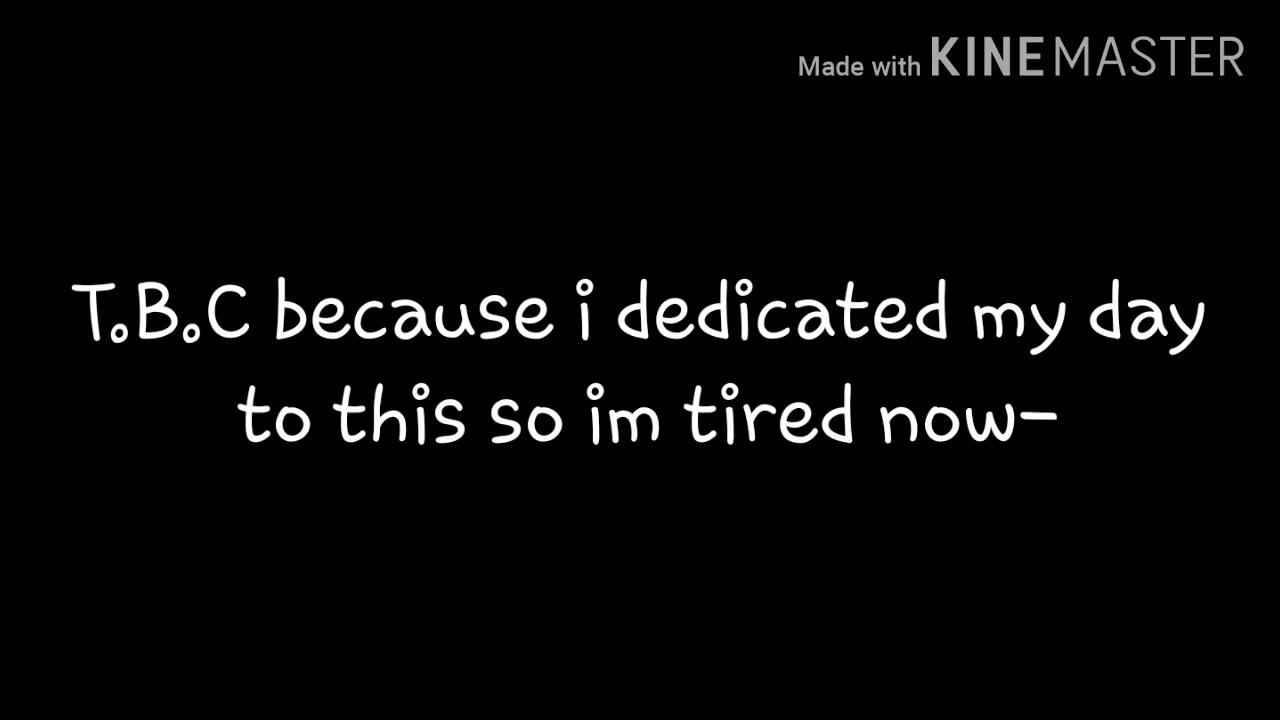 Made with KINEMASTER
T.B.C because i dedicated my day
to this so im tired now-